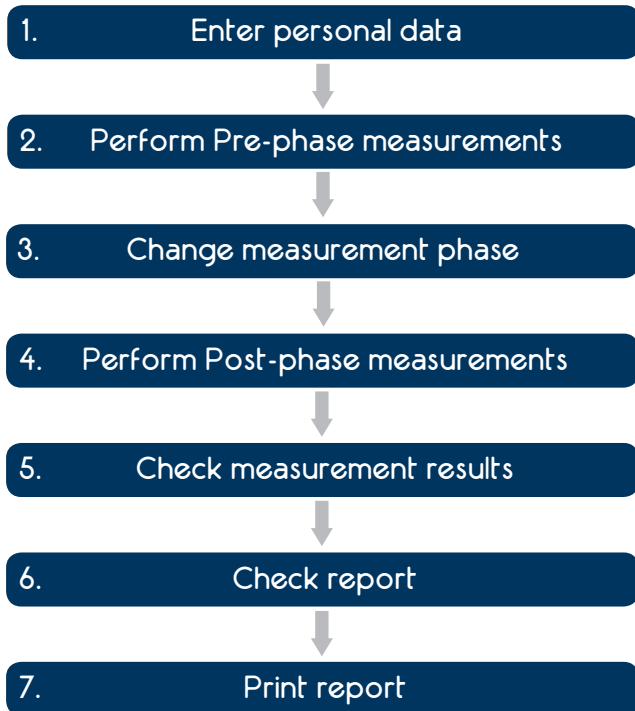 1. Enter personal data
2. Perform Pre-phase measurements
3. Change measurement phase
4. Perform Post-phase measurements
5. Check measurement results
6. Check report
7. Print report